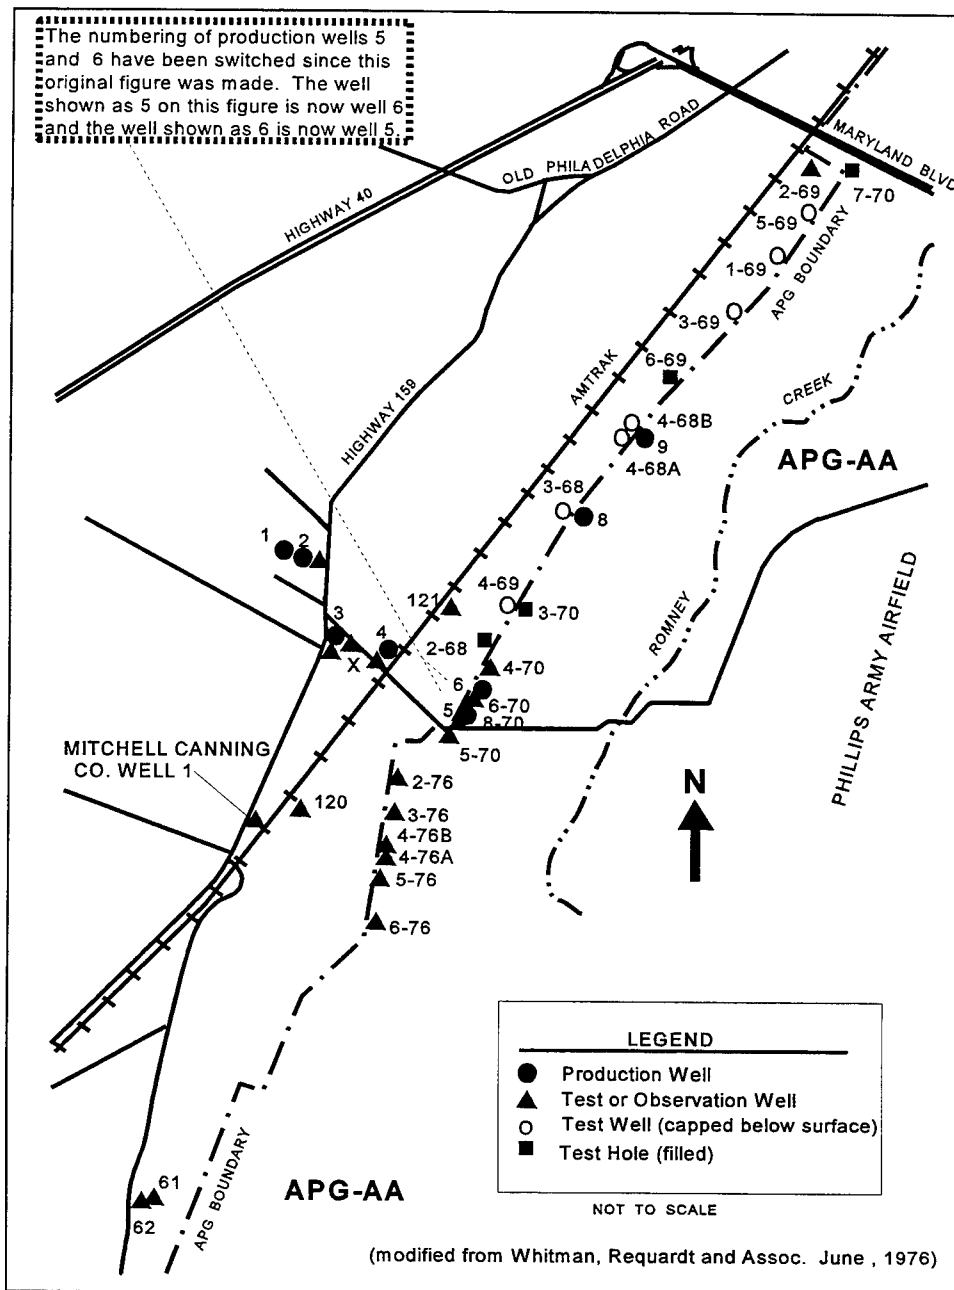 The numbering of production wells 5
and 6 have been switched since this
original figure was made. The well
shown as 5 on this figure is now well 6
and the well shown as 6 is now well 5.
OLD PHILADELPHIA ROAD
MARYLAND BLVD
HIGHWAY 40
2-69
7-70
5-69
1-69
APG BOUNDARY
3-69
6-69
AMTRAK
CREEK
HIGHWAY 159
4-68B
9
4-68A
APG-AA
3-68
8
1
2
4-69
121
3-70
ROMNEY
PHILLIPS ARMY AIRFIELD
3
4
2-68
X
4-70
6
6-70
5
8-70
5-70
MITCHELL CANNING
CO. WELL 1
2-76
N
120
3-76
4-76B
4-76A
5-76
6-76
LEGEND
Production Well
Test or Observation Well
Test Well (capped below surface)
Test Hole (filled)
NOT TO SCALE
APG BOUNDARY
APG-AA
61
62
(modified from Whitman, Requardt and Assoc. June , 1976)